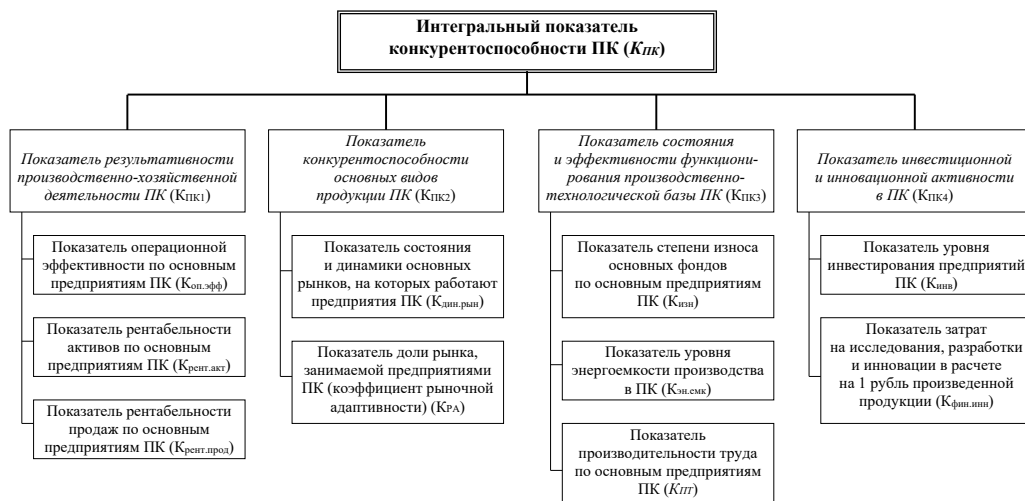 Интегральный показатель
конкурентоспособности ПК (КПК)
Показатель результативности
производственно-хозяйственной
деятельности ПК (КПК1)
Показатель операционной
эффективности по основным
предприятиям ПК (Коп.эфф)
Показатель рентабельности
активов по основным
предприятиям ПК (Крент.акт)
Показатель рентабельности
продаж по основным
предприятиям ПК (Крент.прод)
Показатель
конкурентоспособности
основных видов
продукции ПК (КПК2)
Показатель состояния
и динамики основных
рынков, на которых работают
предприятия ПК (Кдин.рын)
Показатель доли рынка,
занимаемой предприятиями
ПК (коэффициент рыночной
адаптивности) (КРА)
Показатель состояния
и эффективности функциони-
рования производственно-
технологической базы ПК (КПК3)
Показатель степени износа
основных фондов
по основным предприятиям
ПК (Кизн)
Показатель уровня
энергоемкости производства
в ПК (Кэн.емк)
Показатель
производительности труда
по основным предприятиям
ПК (КПТ)
Показатель инвестиционной
и инновационной активности
в ПК (КПК4)
Показатель уровня
инвестирования предприятий
ПК (Кинв)
Показатель затрат
на исследования, разработки
и инновации в расчете
на 1 рубль произведенной
продукции (Кфин.инн)